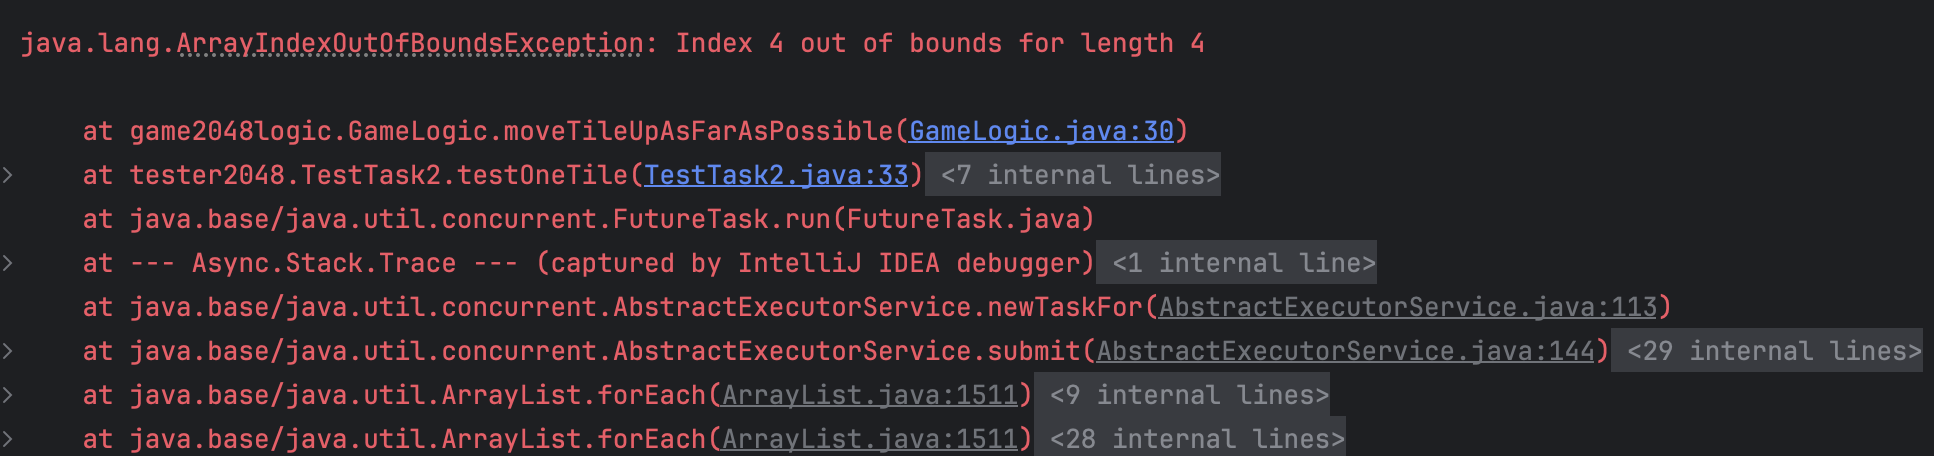 java.lang.ArrayIndexOutOfBoundsException: Index 4 out of bounds for length 4
at game2048logic.GameLogic.moveTileUpAsFarAsPossible(GameLogic.java:30)
at tester2048.TestTask2.testOneTile(TestTask2.java:33) <7 internal lines>
at java.base/java.util.concurrent.FutureTask.run(FutureTask.java)
at --- Async.Stack.Trace --- (captured by IntelliJ IDEA debugger) <1 internal line>
at java.base/java.util.concurrent.AbstractExecutorService.newTaskFor(AbstractExecutorService.java:113)
at java.base/java.util.concurrent.AbstractExecutorService.submit(AbstractExecutorService.java:144) <29 internal lines>
at java.base/java.util.ArrayList.forEach(ArrayList.java:1511) <9 internal lines>
at java.base/java.util.ArrayList.forEach(ArrayList.java:1511) <28 internal lines>